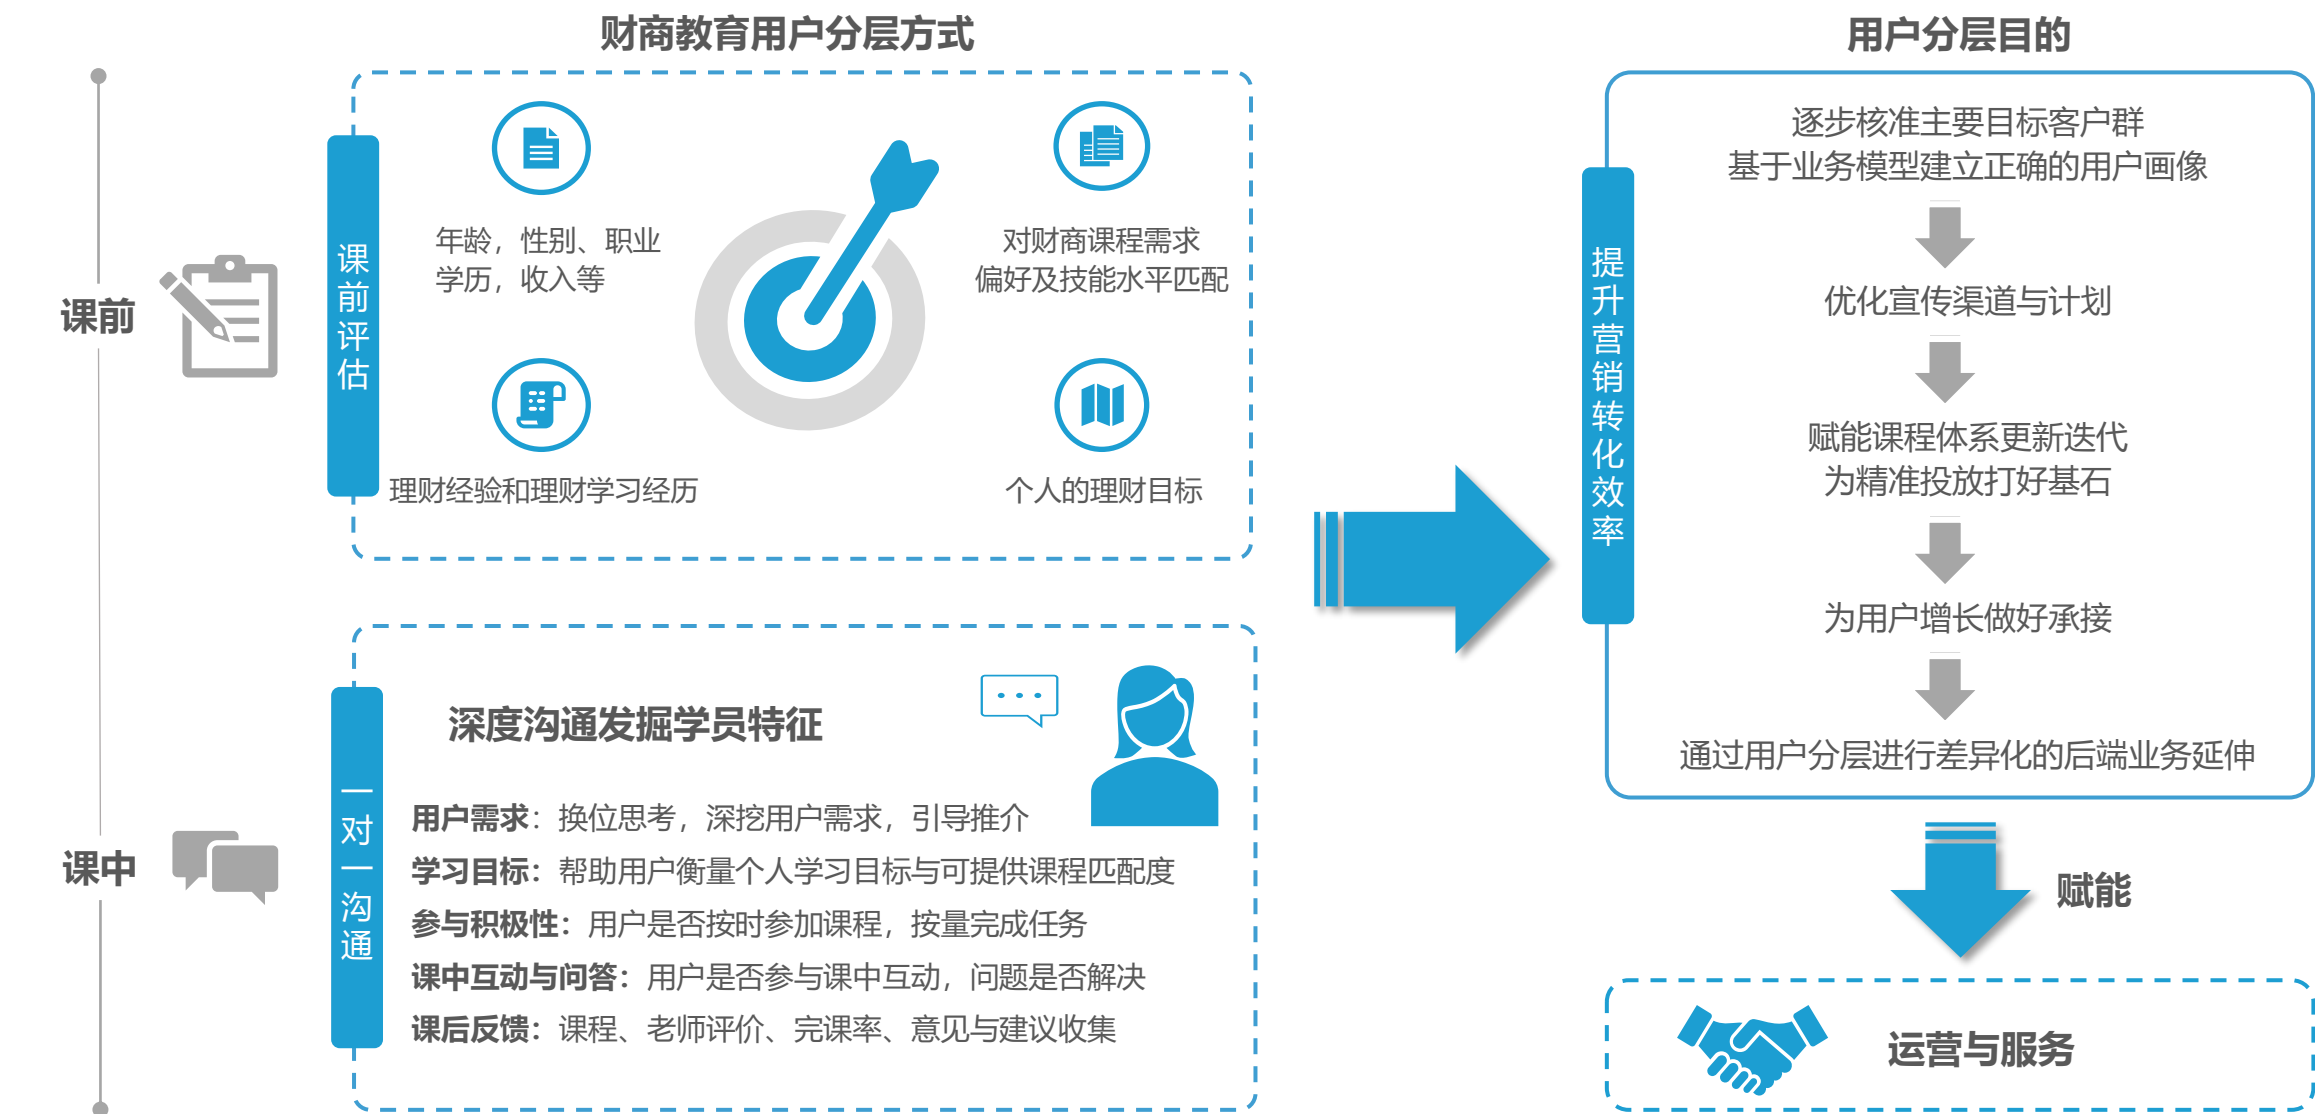 财商教育用户分层方式
课前
课前评估
年龄，性别、职业
学历，收入等
对财商课程需求
偏好及技能水平匹配
理财经验和理财学习经历
个人的理财目标
课中
一对一沟通
深度沟通发掘学员特征
用户需求：换位思考，深挖用户需求，引导推介
学习目标：帮助用户衡量个人学习目标与可提供课程匹配度
参与积极性：用户是否按时参加课程，按量完成任务
课中互动与问答：用户是否参与课中互动，问题是否解决
课后反馈：课程、老师评价、完课率、意见与建议收集
用户分层目的
提升营销转化效率
逐步核准主要目标客户群
基于业务模型建立正确的用户画像
优化宣传渠道与计划
赋能课程体系更新迭代
为精准投放打好基石
为用户增长做好承接
通过用户分层进行差异化的后端业务延伸
赋能
运营与服务